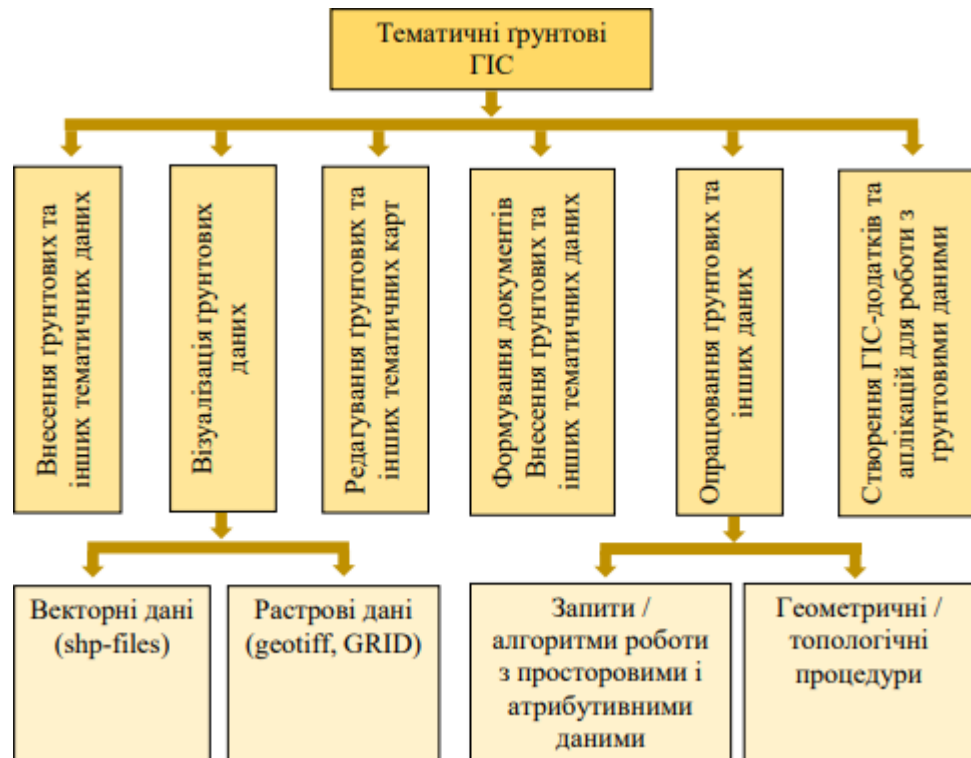 Тематичні ґрунтові
ГІС
Внесення ґрунтових та
інших тематичних даних
Візуалізація ґрунтових
даних
Редагування ґрунтових та
інших тематичних карт
Формування документів
Внесення ґрунтових та
інших тематичних даних
Опрацювання ґрунтових та
інших даних
Створення ГІС-додатків та
аплікацій для роботи з
ґрунтовими даними
Векторні дані
(shp-files)
Растрові дані
(geotiff, GRID)
Запити /
алгоритми роботи
з просторовими і
атрибутивними
даними
Геометричні /
топологічні
процедури